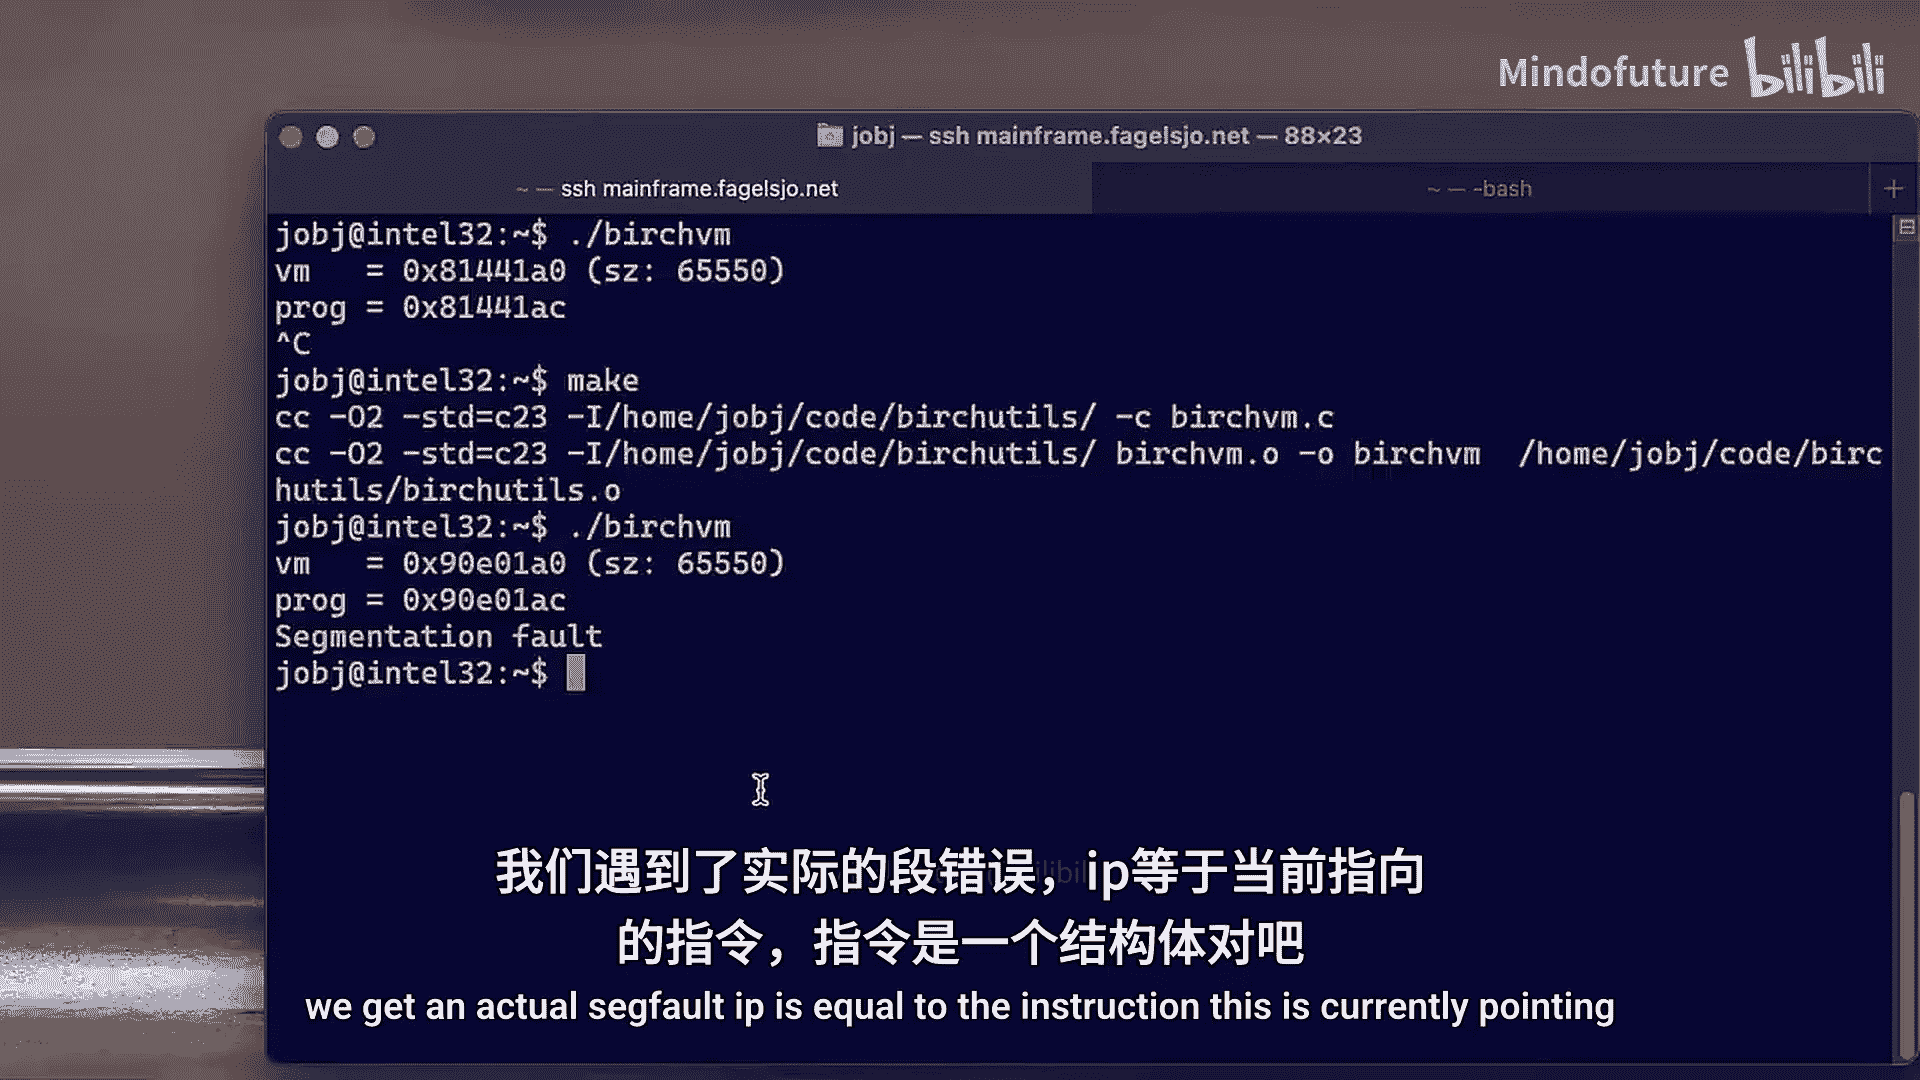 Mindofuture bilibili
jobj — ssh mainframe.fagelsjo.net — 88×23
~ — ssh mainframe.fagelsjo.net
~ — -bash
+
jobj@intel32:~$ ./birchvm
vm   = 0x81441a0 (sz: 65550)
prog = 0x81441ac
^C
jobj@intel32:~$ make
cc -O2 -std=c23 -I/home/jobj/code/birchutils/ -c birchvm.c
cc -O2 -std=c23 -I/home/jobj/code/birchutils/ birchvm.o -o birchvm  /home/jobj/code/birc
hutils/birchutils.o
jobj@intel32:~$ ./birchvm
vm   = 0x90e01a0 (sz: 65550)
prog = 0x90e01ac
Segmentation fault
jobj@intel32:~$
我们遇到了实际的段错误，ip等于当前指向
的指令，指令是一个结构体对吧
we get an actual segfault ip is equal to the instruction this is currently pointing